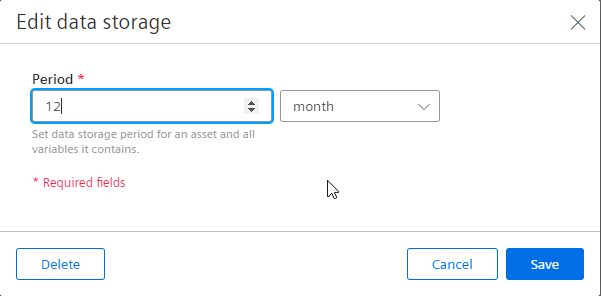 Edit data storage
Period *
12 month
Set data storage period for an asset and all
variables it contains.
* Required fields
Delete Cancel Save